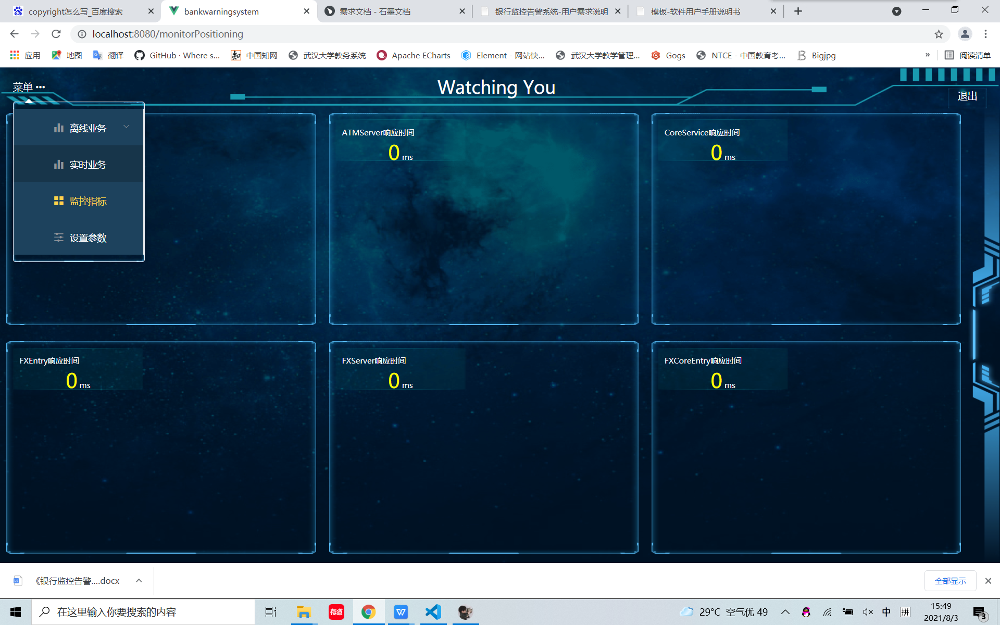 copyright怎么写_百度搜索
bankwarningsystem
需求文档 - 石墨文档
银行监控告警系统-用户需求说明
模板-软件用户手册说明书
localhost:8080/monitorPositioning
应用
地图
翻译
GitHub · Where s...
中国知网
武汉大学教务系统
Apache ECharts
Element - 网站快...
武汉大学教学管理...
Gogs
NTCE - 中国教育考...
Bigjpg
»
阅读清单
菜单
Watching You
退出
离线业务
实时业务
监控指标
设置参数
ATMServer响应时间
0 ms
CoreService响应时间
0 ms
FXEntry响应时间
0 ms
FXServer响应时间
0 ms
FXCoreEntry响应时间
0 ms
《银行监控告警....docx
全部显示
在这里输入你要搜索的内容
有道
29°C 空气优 49
中
拼
15:49
2021/8/3
3